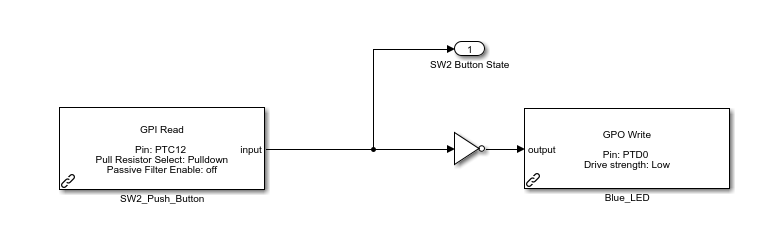 1
SW2 Button State
GPI Read
Pin: PTC12
Pull Resistor Select: Pulldown
Passive Filter Enable: off
input
SW2_Push_Button
GPO Write
output
Pin: PTD0
Drive strength: Low
Blue_LED